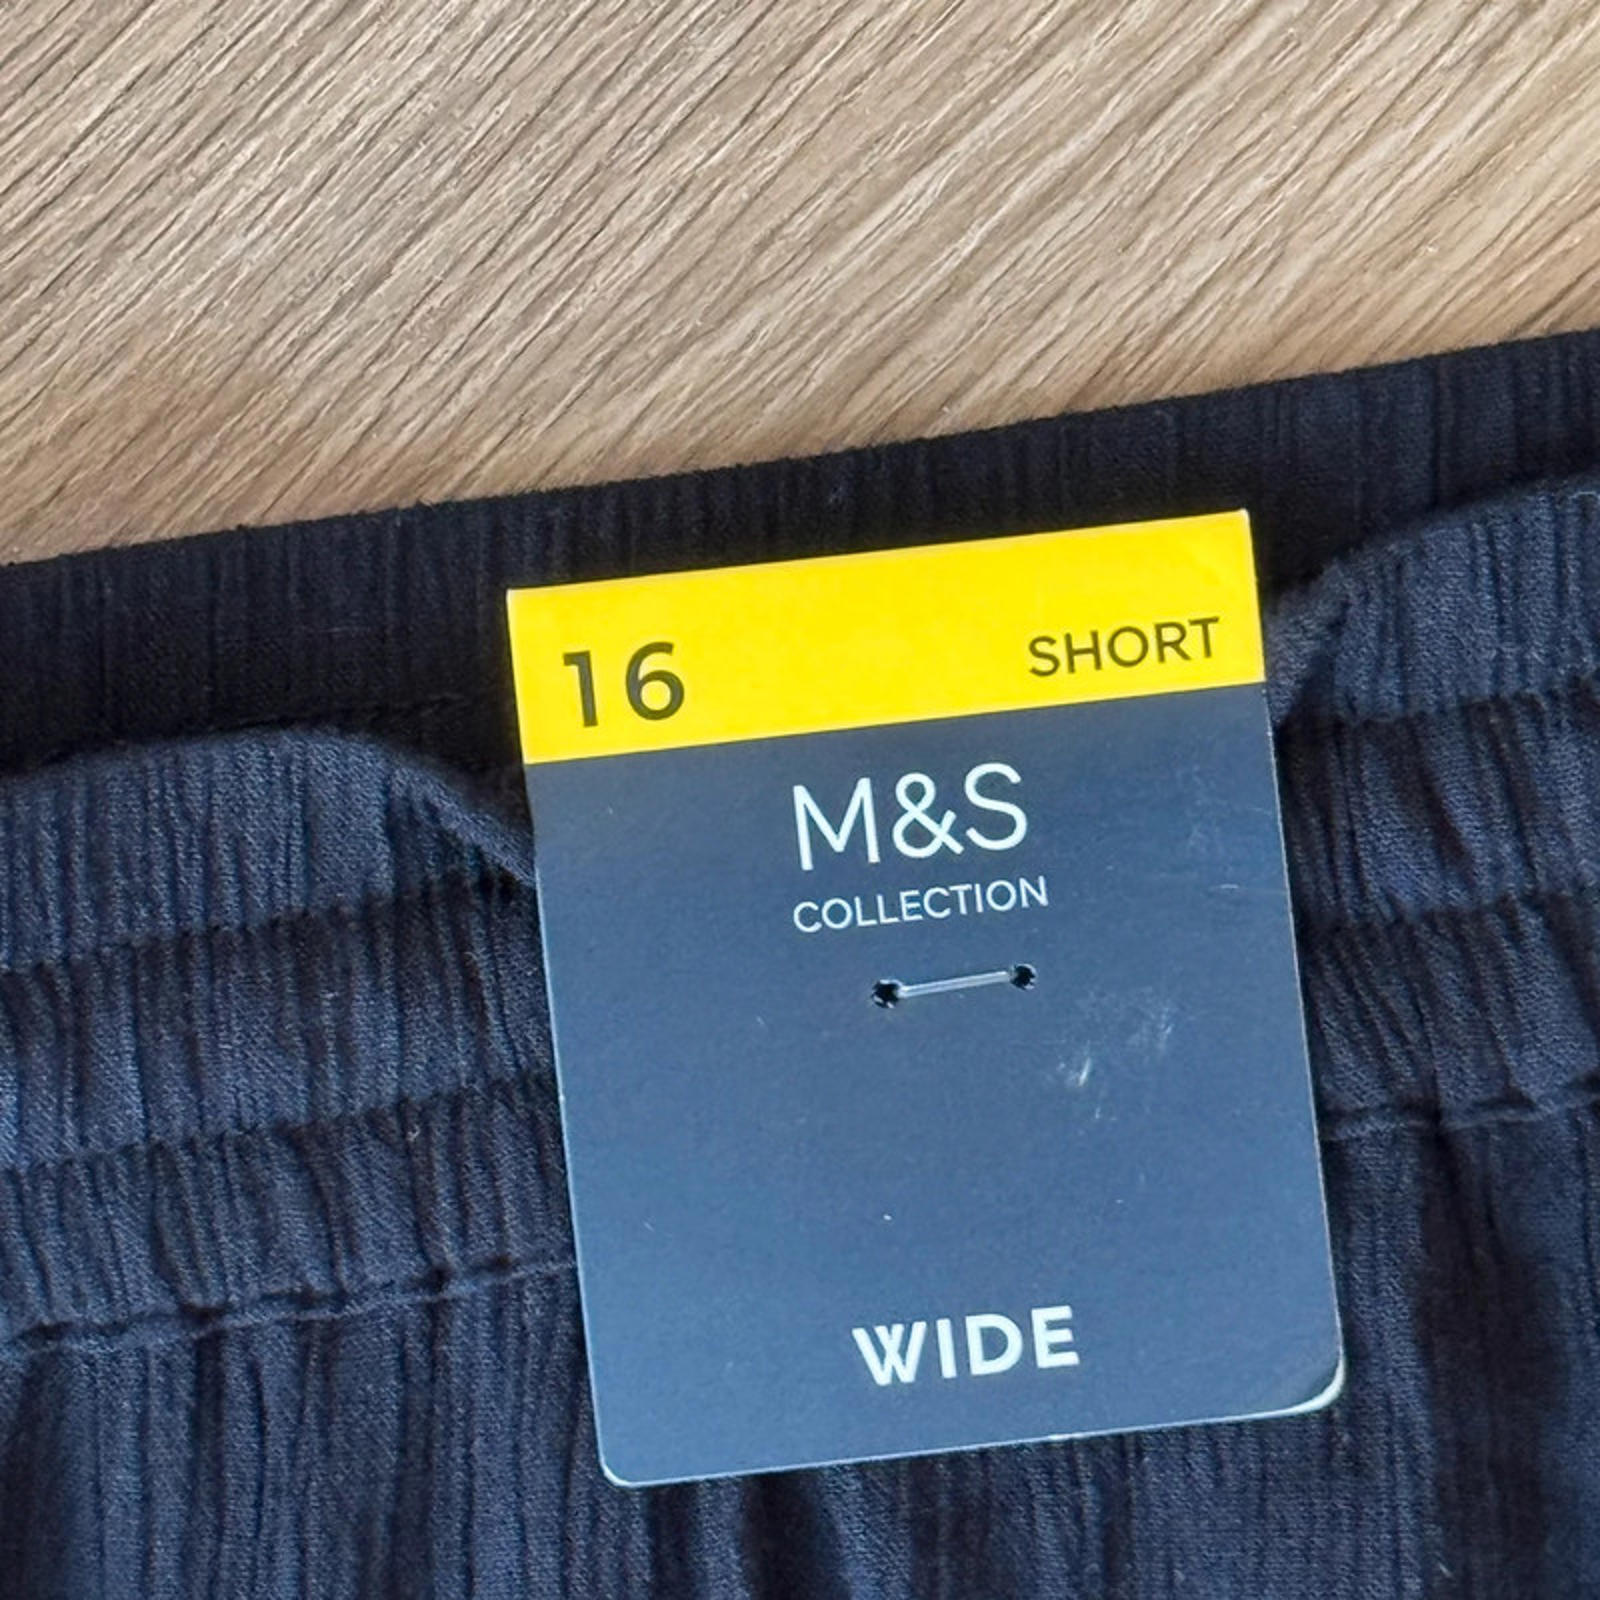 16 SHORT
M&S
COLLECTION
WIDE